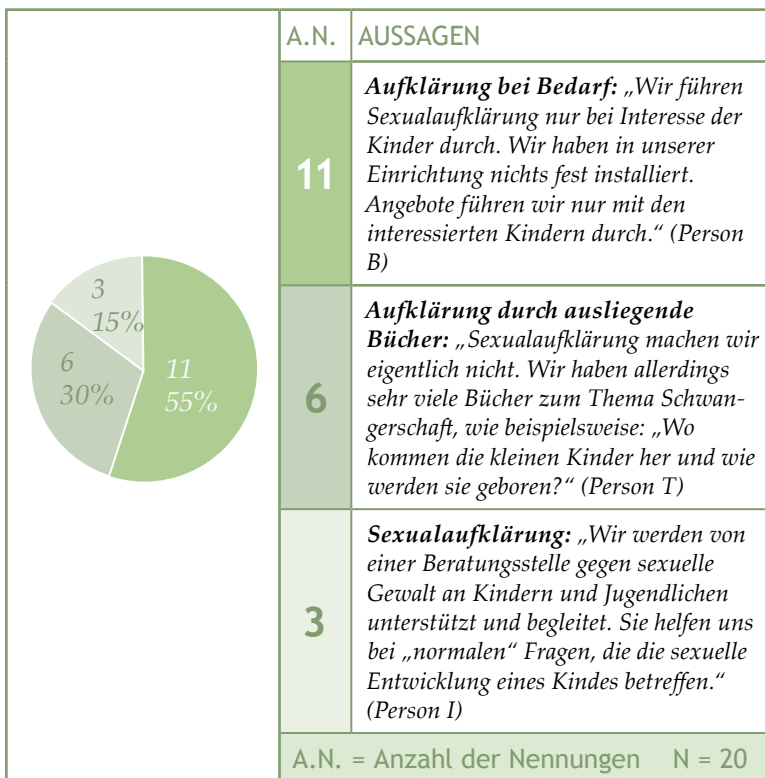 A.N. AUSSAGEN
11
Aufklärung bei Bedarf: „Wir führen
Sexualaufklärung nur bei Interesse der
Kinder durch. Wir haben in unserer
Einrichtung nichts fest installiert.
Angebote führen wir nur mit den
interessierten Kindern durch.“ (Person
B)
3
15%
6
30%
11
55%
6
Aufklärung durch ausliegende
Bücher: „Sexualaufklärung machen wir
eigentlich nicht. Wir haben allerdings
sehr viele Bücher zum Thema Schwan-
gerschaft, wie beispielsweise: „Wo
kommen die kleinen Kinder her und wie
werden sie geboren?“ (Person T)
3
Sexualaufklärung: „Wir werden von
einer Beratungsstelle gegen sexuelle
Gewalt an Kindern und Jugendlichen
unterstützt und begleitet. Sie helfen uns
bei „normalen“ Fragen, die die sexuelle
Entwicklung eines Kindes betreffen.“
(Person I)
A.N. = Anzahl der Nennungen N = 20